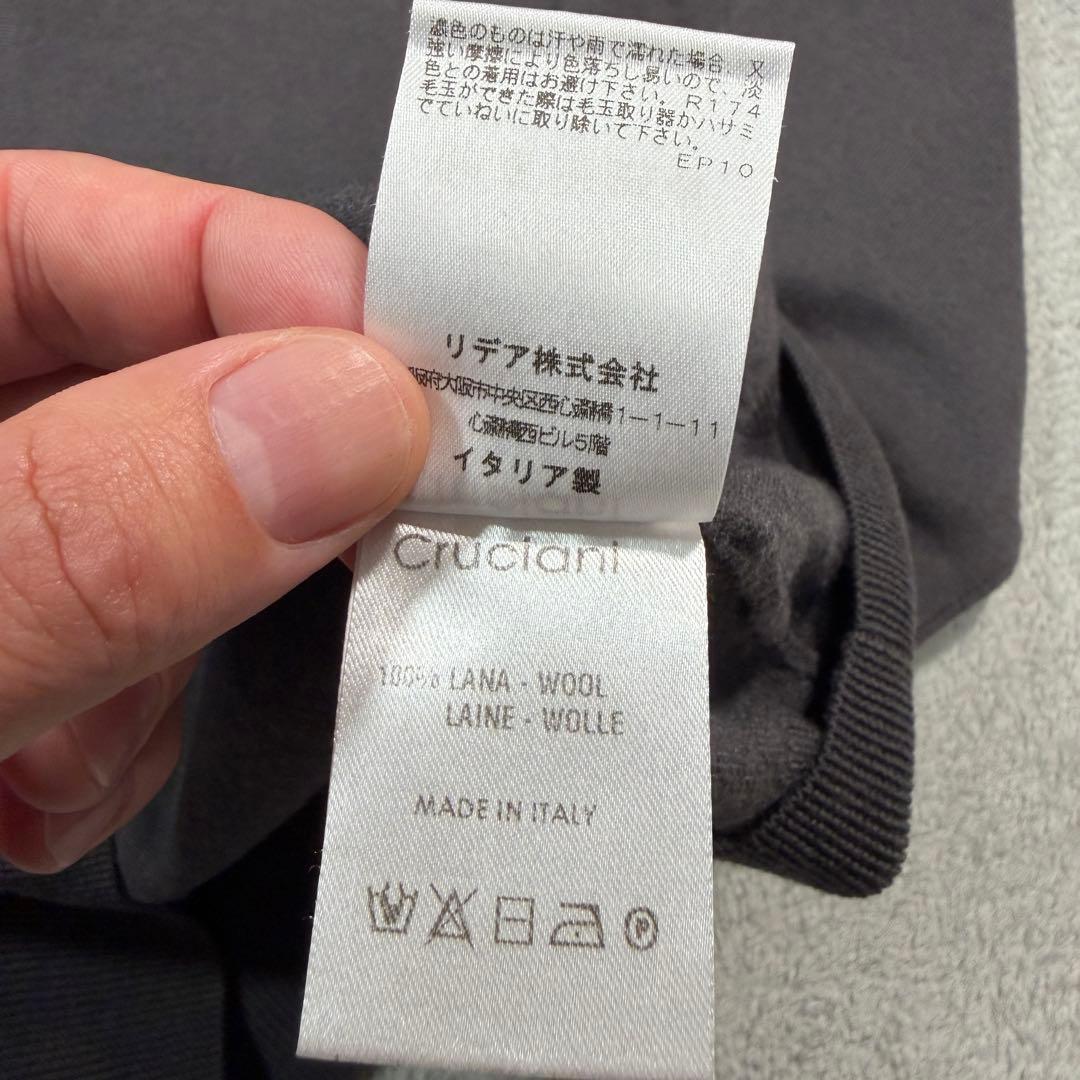 濃色のものは汗や雨で濡れた場合、又
強い摩擦により色落ちし易いので、淡
色との着用はお避け下さい。R174
毛玉ができた際は毛玉取り器かハサミ
でていねいに取り除いて下さい。
EP10
リデア株式会社
阪府大阪市中央区西心斎橋1-1-11
心斎橋西ビル5階
イタリア製
cruciani
100% LANA - WOOL
LAINE - WOLLE
MADE IN ITALY
P